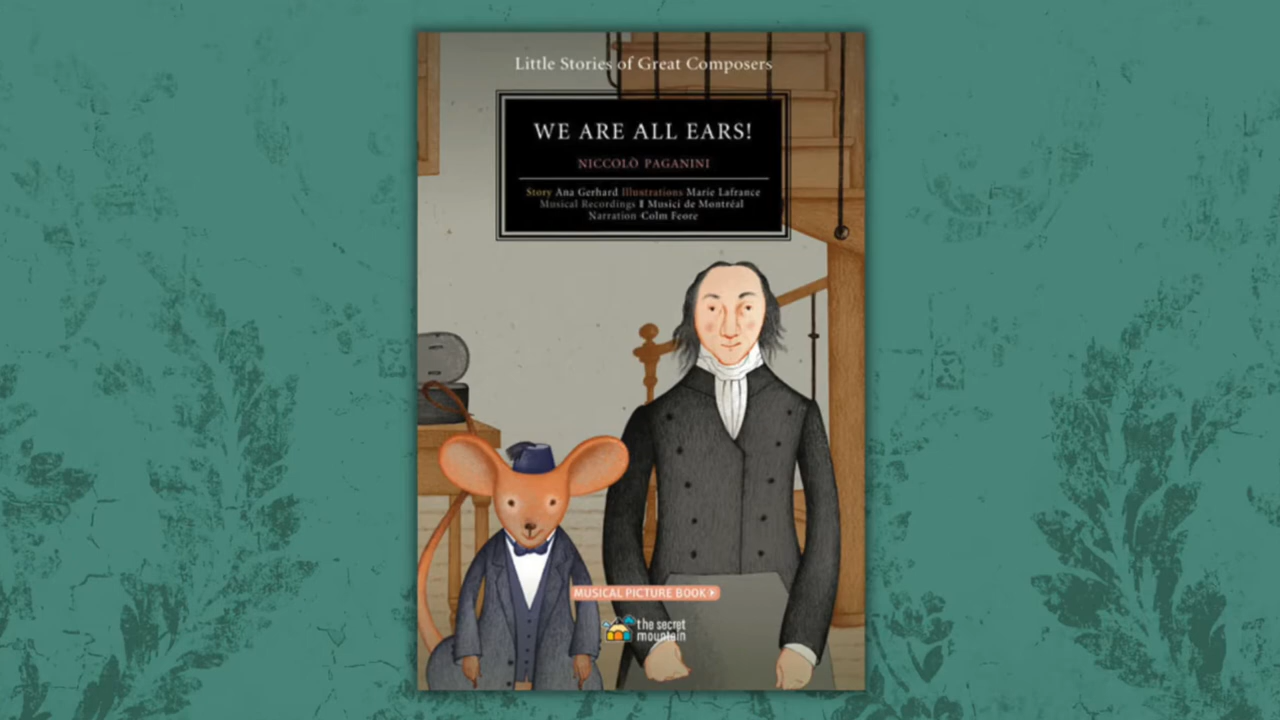 Little Stories of Great Composers
WE ARE ALL EARS!
NICCOLÒ PAGANINI
Story Ana Gerhard Illustrations Marie Lafrance
Musical Recordings I Musici de Montréal
Narration Colm Feore
MUSICAL PICTURE BOOK
the secret
mountain